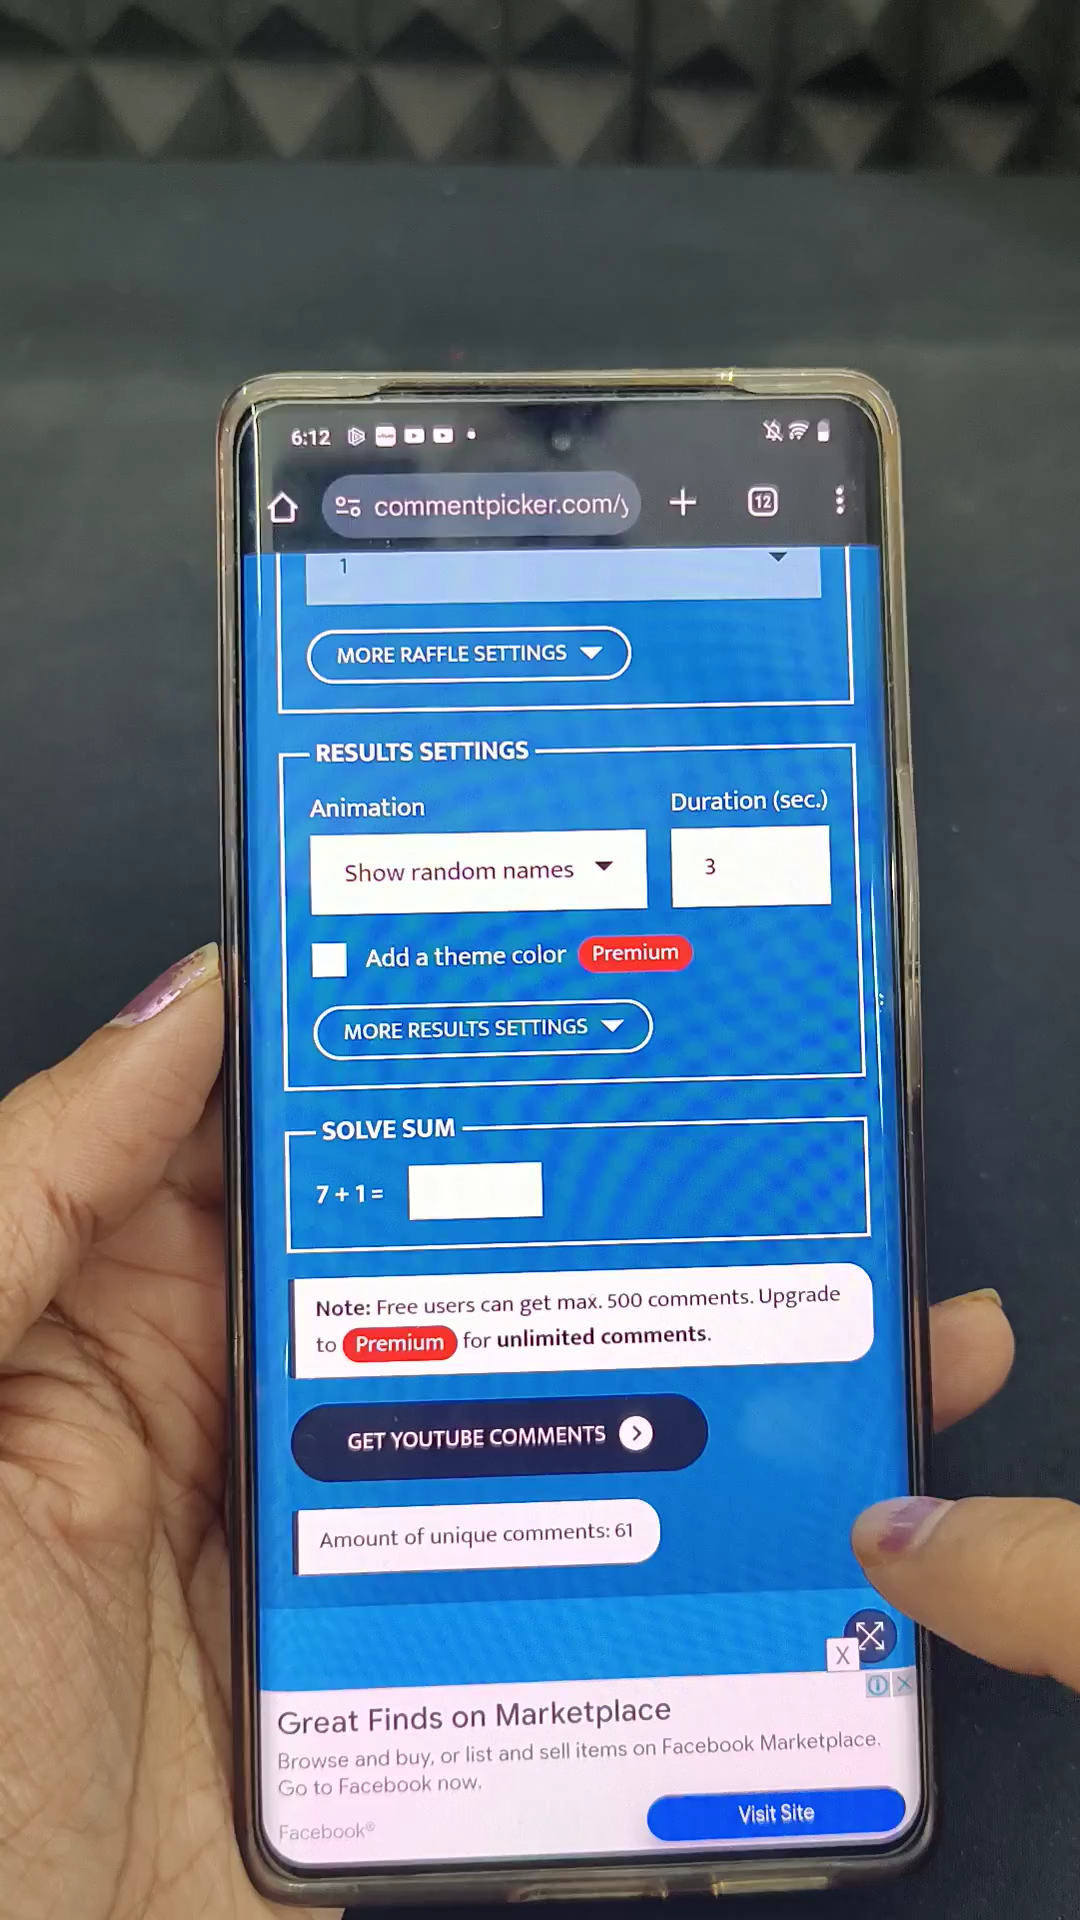 6:12
commentpicker.com/y
12
1
MORE RAFFLE SETTINGS
RESULTS SETTINGS
Animation
Duration (sec.)
Show random names
3
Add a theme color Premium
MORE RESULTS SETTINGS
SOLVE SUM
7 + 1 =
Note: Free users can get max. 500 comments. Upgrade
to Premium for unlimited comments.
GET YOUTUBE COMMENTS
Amount of unique comments: 61
X
Great Finds on Marketplace
Browse and buy, or list and sell items on Facebook Marketplace.
Go to Facebook now.
Facebook®
Visit Site